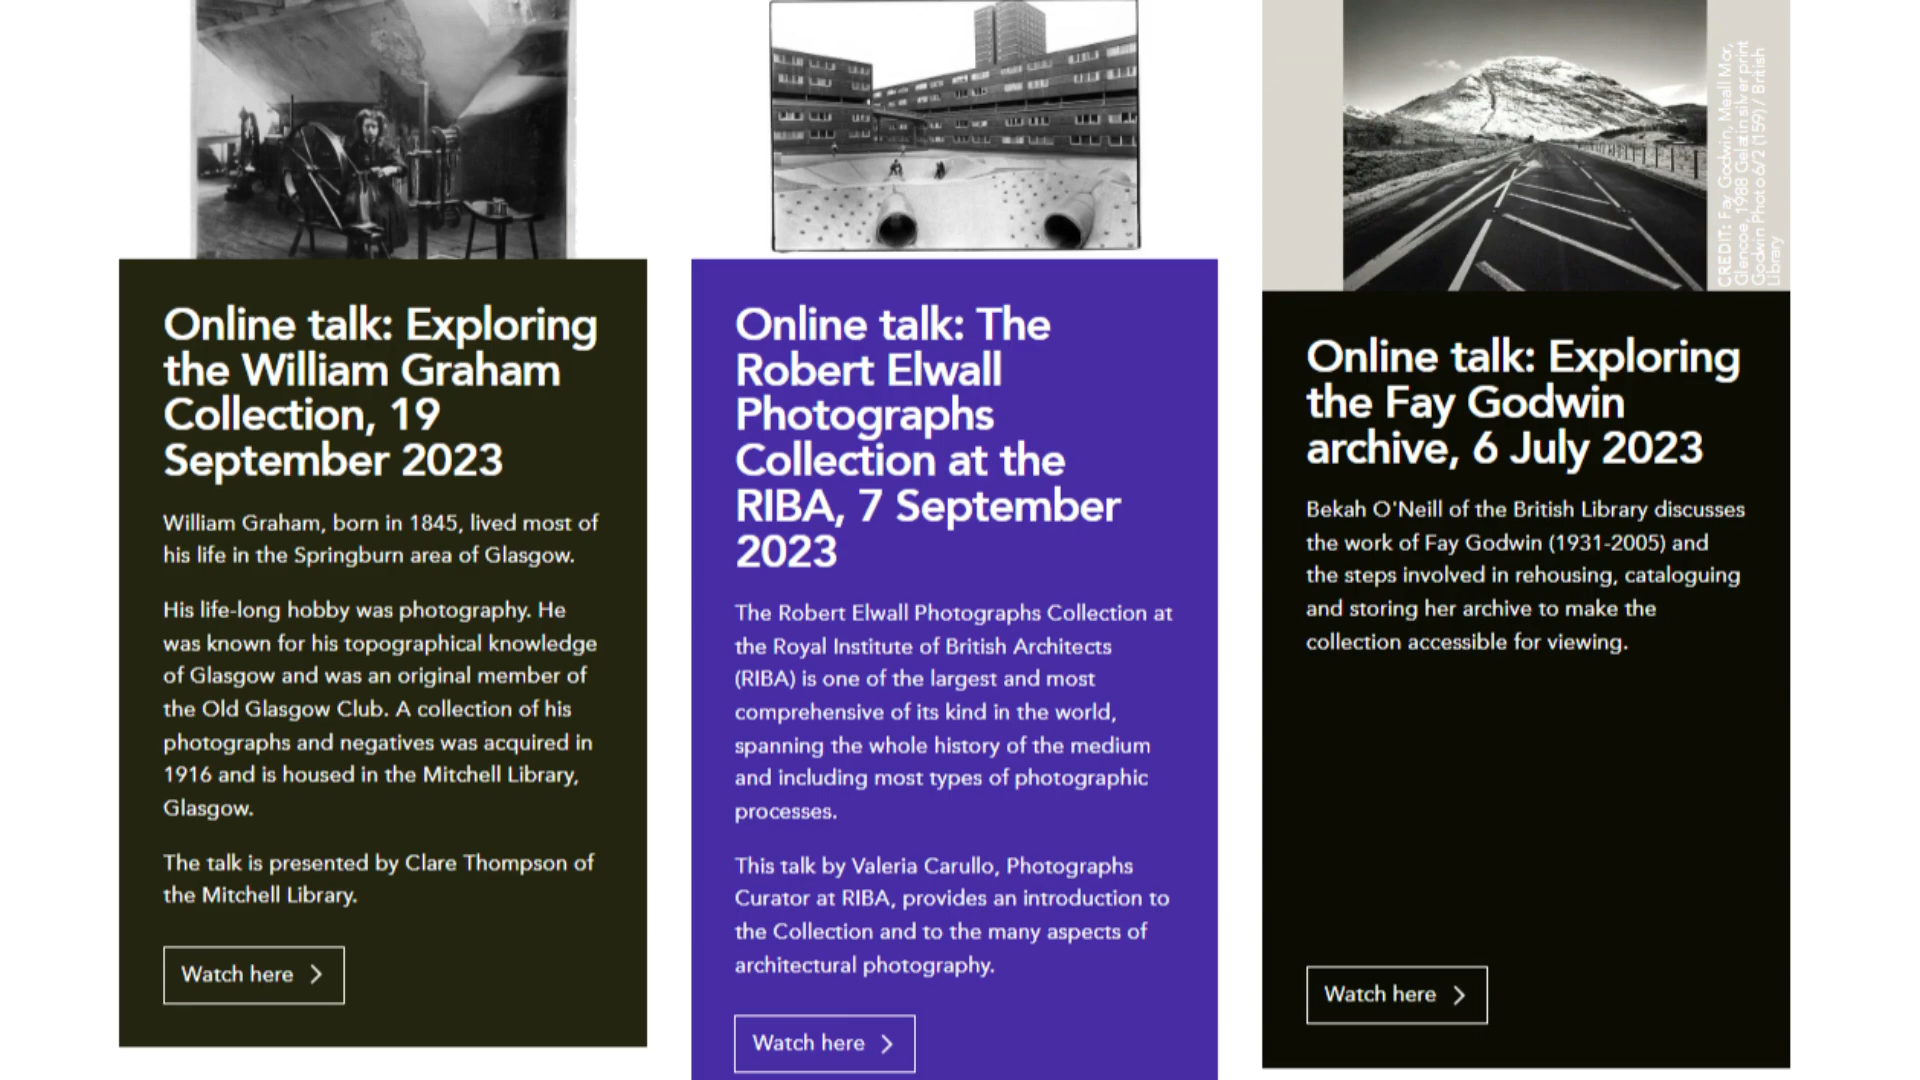 Online talk: Exploring
the William Graham
Collection, 19
September 2023
William Graham, born in 1845, lived most of
his life in the Springburn area of Glasgow.
His life-long hobby was photography. He
was known for his topographical knowledge
of Glasgow and was an original member of
the Old Glasgow Club. A collection of his
photographs and negatives was acquired in
1916 and is housed in the Mitchell Library,
Glasgow.
The talk is presented by Clare Thompson of
the Mitchell Library.
Watch here
Online talk: The
Robert Elwall
Photographs
Collection at the
RIBA, 7 September
2023
The Robert Elwall Photographs Collection at
the Royal Institute of British Architects
(RIBA) is one of the largest and most
comprehensive of its kind in the world,
spanning the whole history of the medium
and including most types of photographic
processes.
This talk by Valeria Carullo, Photographs
Curator at RIBA, provides an introduction to
the Collection and to the many aspects of
architectural photography.
Watch here
CREDIT: Fay Godwin, Meall Mor,
Glencoe, 1988 Gelatin silver print
Godwin Photo 6/2 (159) / British
Library
Online talk: Exploring
the Fay Godwin
archive, 6 July 2023
Bekah O'Neill of the British Library discusses
the work of Fay Godwin (1931-2005) and
the steps involved in rehousing, cataloguing
and storing her archive to make the
collection accessible for viewing.
Watch here